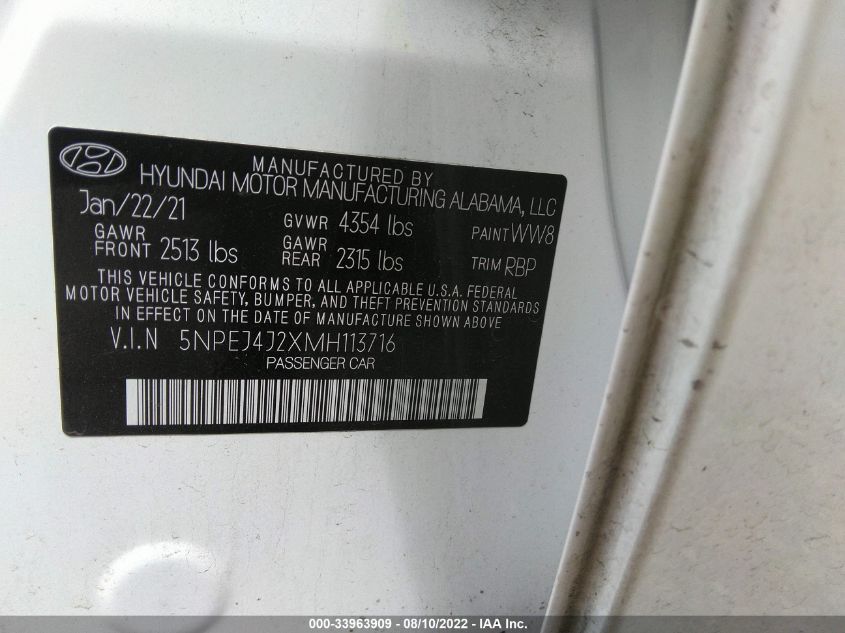 MANUFACTURED BY
HYUNDAI MOTOR MANUFACTURING ALABAMA, LLC
Jan/22/21 GVWR 4354 lbs PAINT WW8
GAWR FRONT 2513 lbs GAWR REAR 2315 lbs TRIM RBP
THIS VEHICLE CONFORMS TO ALL APPLICABLE U.S.A. FEDERAL
MOTOR VEHICLE SAFETY, BUMPER, AND THEFT PREVENTION STANDARDS
IN EFFECT ON THE DATE OF MANUFACTURE SHOWN ABOVE
V.I.N 5NPEJ4J2XMH113716
PASSENGER CAR
000-33963909 - 08/10/2022 - IAA Inc.